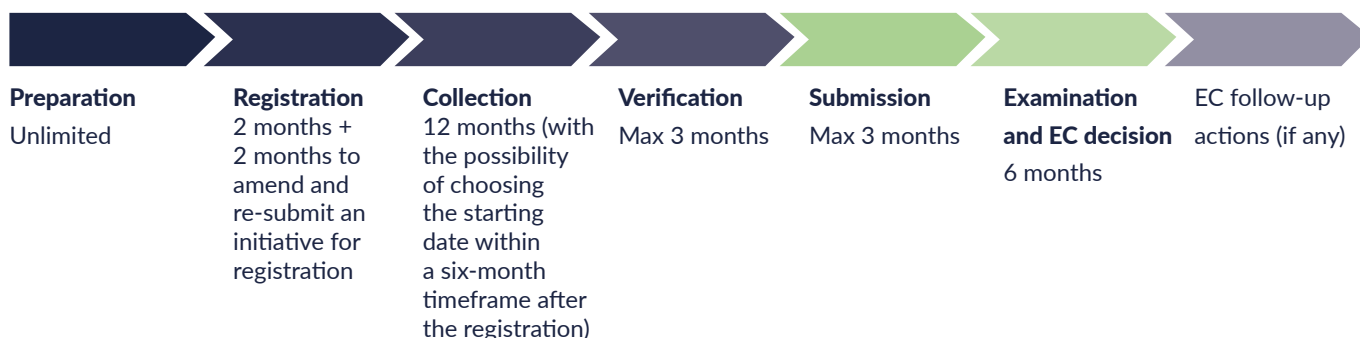 Preparation
Unlimited
Registration
2 months +
2 months to
amend and
re-submit an
initiative for
registration
Collection
12 months (with
the possibility
of choosing
the starting
date within
a six-month
timeframe after
the registration)
Verification
Max 3 months
Submission
Max 3 months
Examination
and EC decision
6 months
EC follow-up
actions (if any)